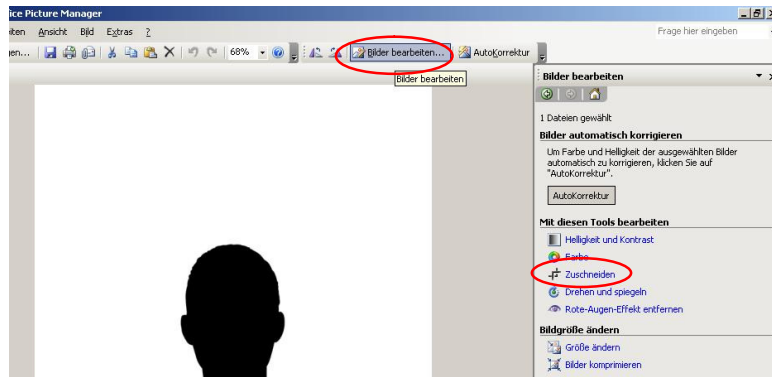 ice Picture Manager
eiten Ansicht Bild Extras ?
Frage hier eingeben
en... 68% Bilder bearbeiten... AutoKorrektur
Bilder bearbeiten
Bilder bearbeiten
1 Dateien gewählt
Bilder automatisch korrigieren
Um Farbe und Helligkeit der ausgewählten Bilder
automatisch zu korrigieren, klicken Sie auf
"AutoKorrektur".
AutoKorrektur
Mit diesen Tools bearbeiten
Helligkeit und Kontrast
Farbe
Zuschneiden
Drehen und spiegeln
Rote-Augen-Effekt entfernen
Bildgröße ändern
Größe ändern
Bilder komprimieren